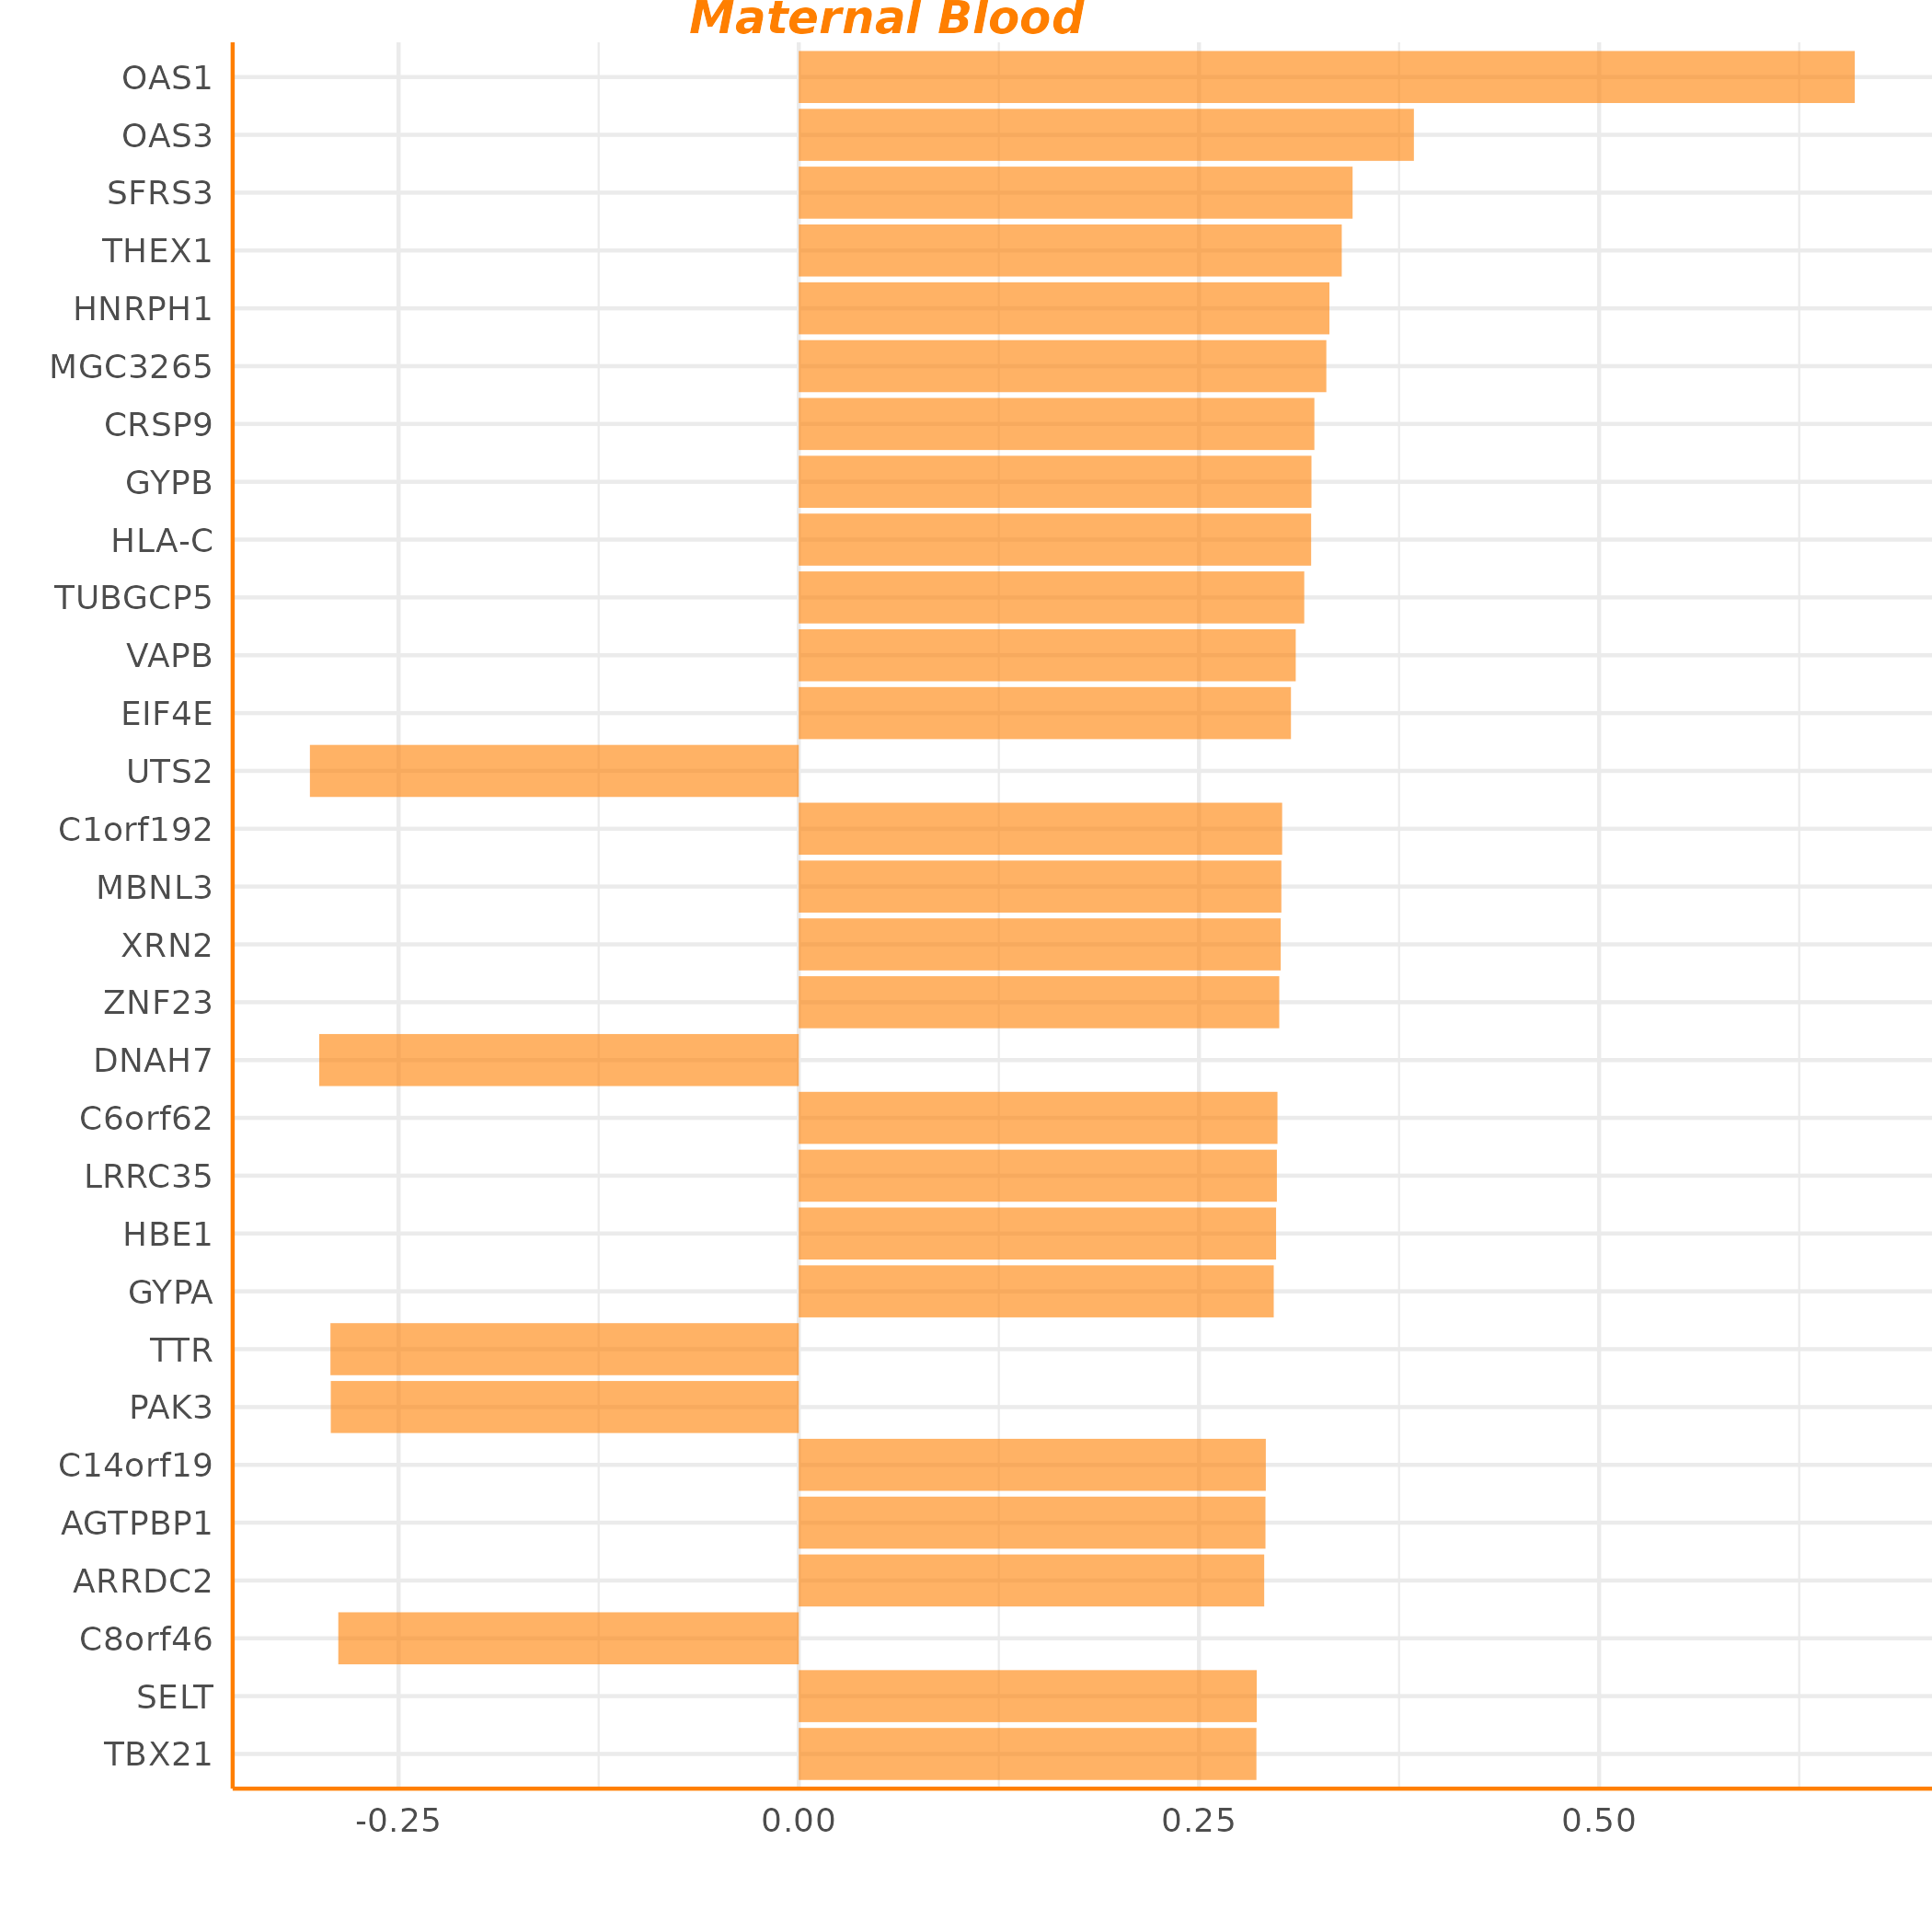 Maternal Blood
OAS1
OAS3
SFRS3
THEX1
HNRPH1
MGC3265
CRSP9
GYPB
HLA-C
TUBGCP5
VAPB
EIF4E
UTS2
C1orf192
MBNL3
XRN2
ZNF23
DNAH7
C6orf62
LRRC35
HBE1
GYPA
TTR
PAK3
C14orf19
AGTPBP1
ARRDC2
C8orf46
SELT
TBX21
-0.25 0.00 0.25 0.50